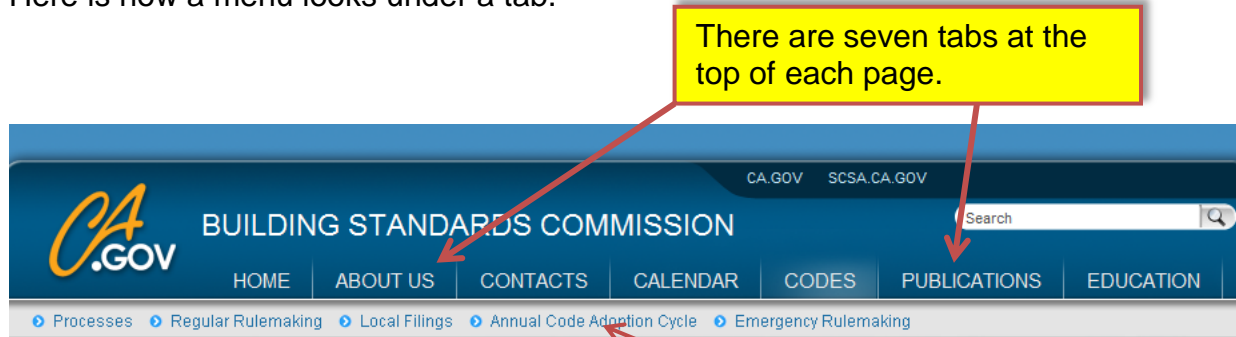 Here is how a menu looks under a tab.
There are seven tabs at the
top of each page.
CA.GOV SCSA.CA.GOV
CA.GOV
BUILDING STANDARDS COMMISSION
Search
HOME ABOUT US CONTACTS CALENDAR CODES PUBLICATIONS EDUCATION
Processes Regular Rulemaking Local Filings Annual Code Adoption Cycle Emergency Rulemaking